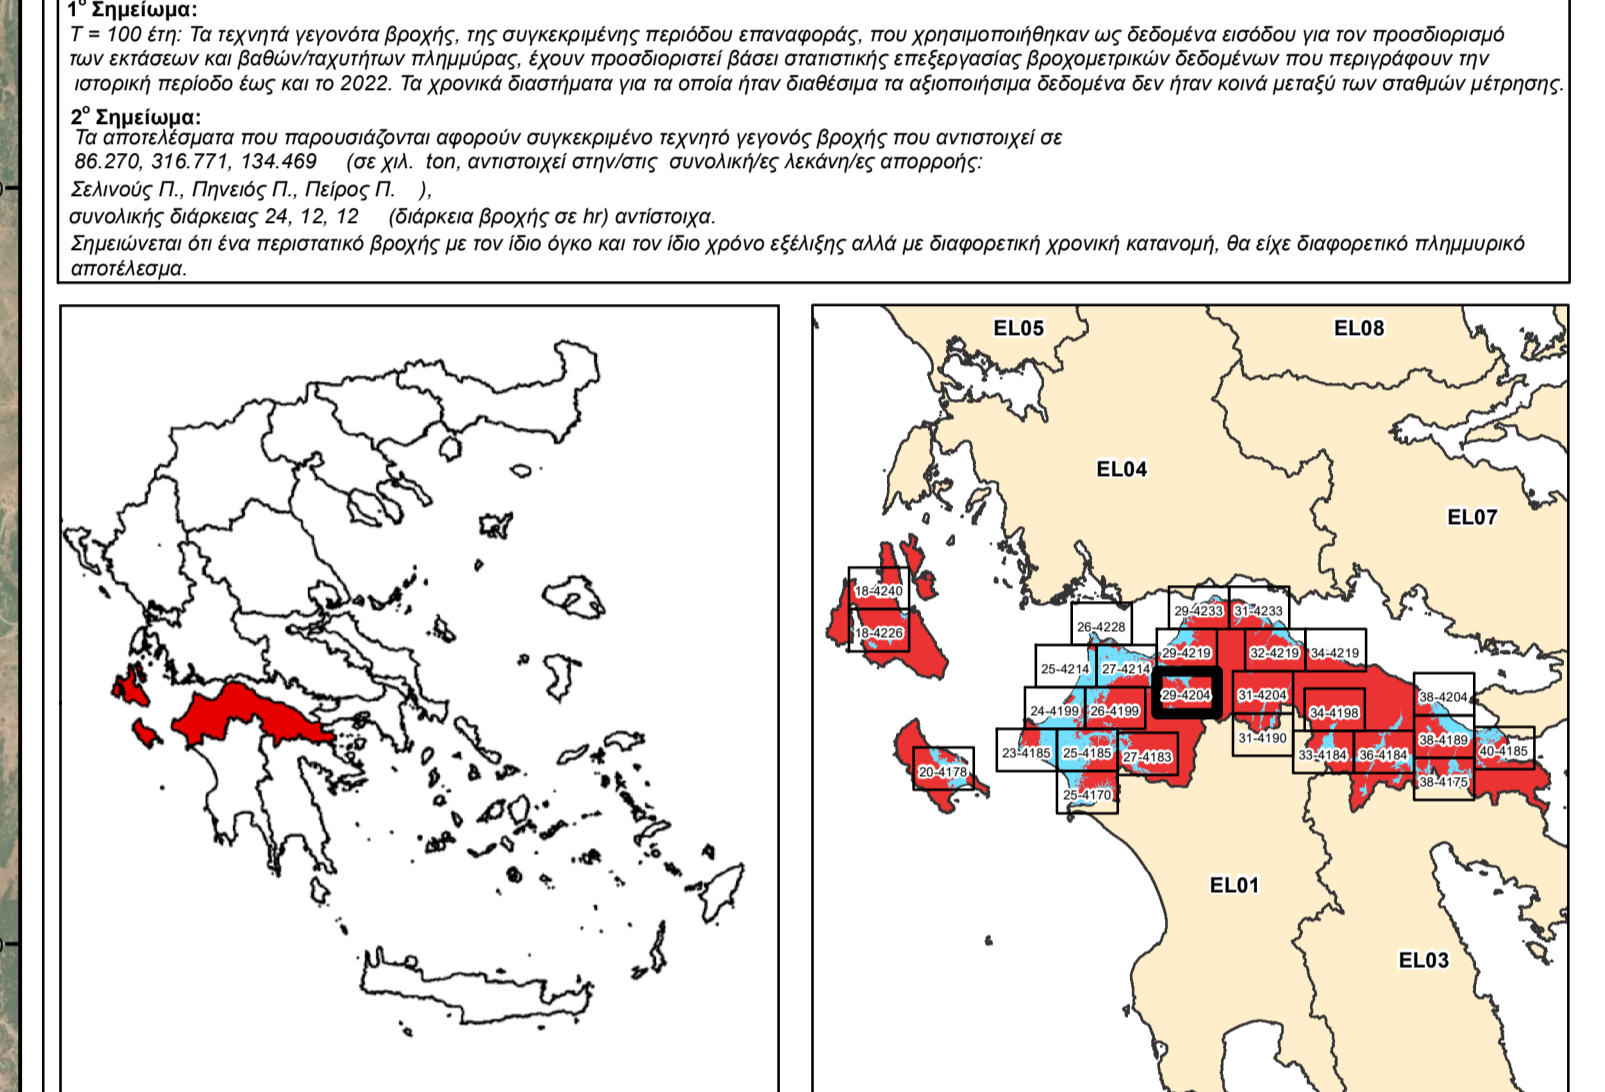 1ο Σημείωμα:
T = 100 έτη: Τα τεχνητά γεγονότα βροχής, της συγκεκριμένης περιόδου επαναφοράς, που χρησιμοποιήθηκαν ως δεδομένα εισόδου για τον προσδιορισμό
των εκτάσεων και βαθών/ταχυτήτων πλημμύρας, έχουν προσδιοριστεί βάσει στατιστικής επεξεργασίας βροχομετρικών δεδομένων που περιγράφουν την
ιστορική περίοδο έως και το 2022. Τα χρονικά διαστήματα για τα οποία ήταν διαθέσιμα τα αξιοποιήσιμα δεδομένα δεν ήταν κοινά μεταξύ των σταθμών μέτρησης.
2ο Σημείωμα:
Τα αποτελέσματα που παρουσιάζονται αφορούν συγκεκριμένο τεχνητό γεγονός βροχής που αντιστοιχεί σε
86.270, 316.771, 134.469 (σε χιλ. ton, αντιστοιχεί στην/στις συνολική/ες λεκάνη/ες απορροής:
Σελινούς Π., Πηνειός Π., Πείρος Π. ),
συνολικής διάρκειας 24, 12, 12 (διάρκεια βροχής σε hr) αντίστοιχα.
Σημειώνεται ότι ένα περιστατικό βροχής με τον ίδιο όγκο και τον ίδιο χρόνο εξέλιξης αλλά με διαφορετική χρονική κατανομή, θα είχε διαφορετικό πλημμυρικό
αποτέλεσμα.
EL05
EL08
EL04
EL07
18-4240
18-4226
29-4233
31-4233
26-4228
29-4219
32-4219
34-4219
25-4214
27-4214
29-4204
31-4204
38-4204
24-4199
26-4199
34-4198
31-4190
38-4189
23-4185
25-4185
27-4183
33-4184
36-4184
40-4185
20-4178
38-4175
25-4170
EL01
EL03